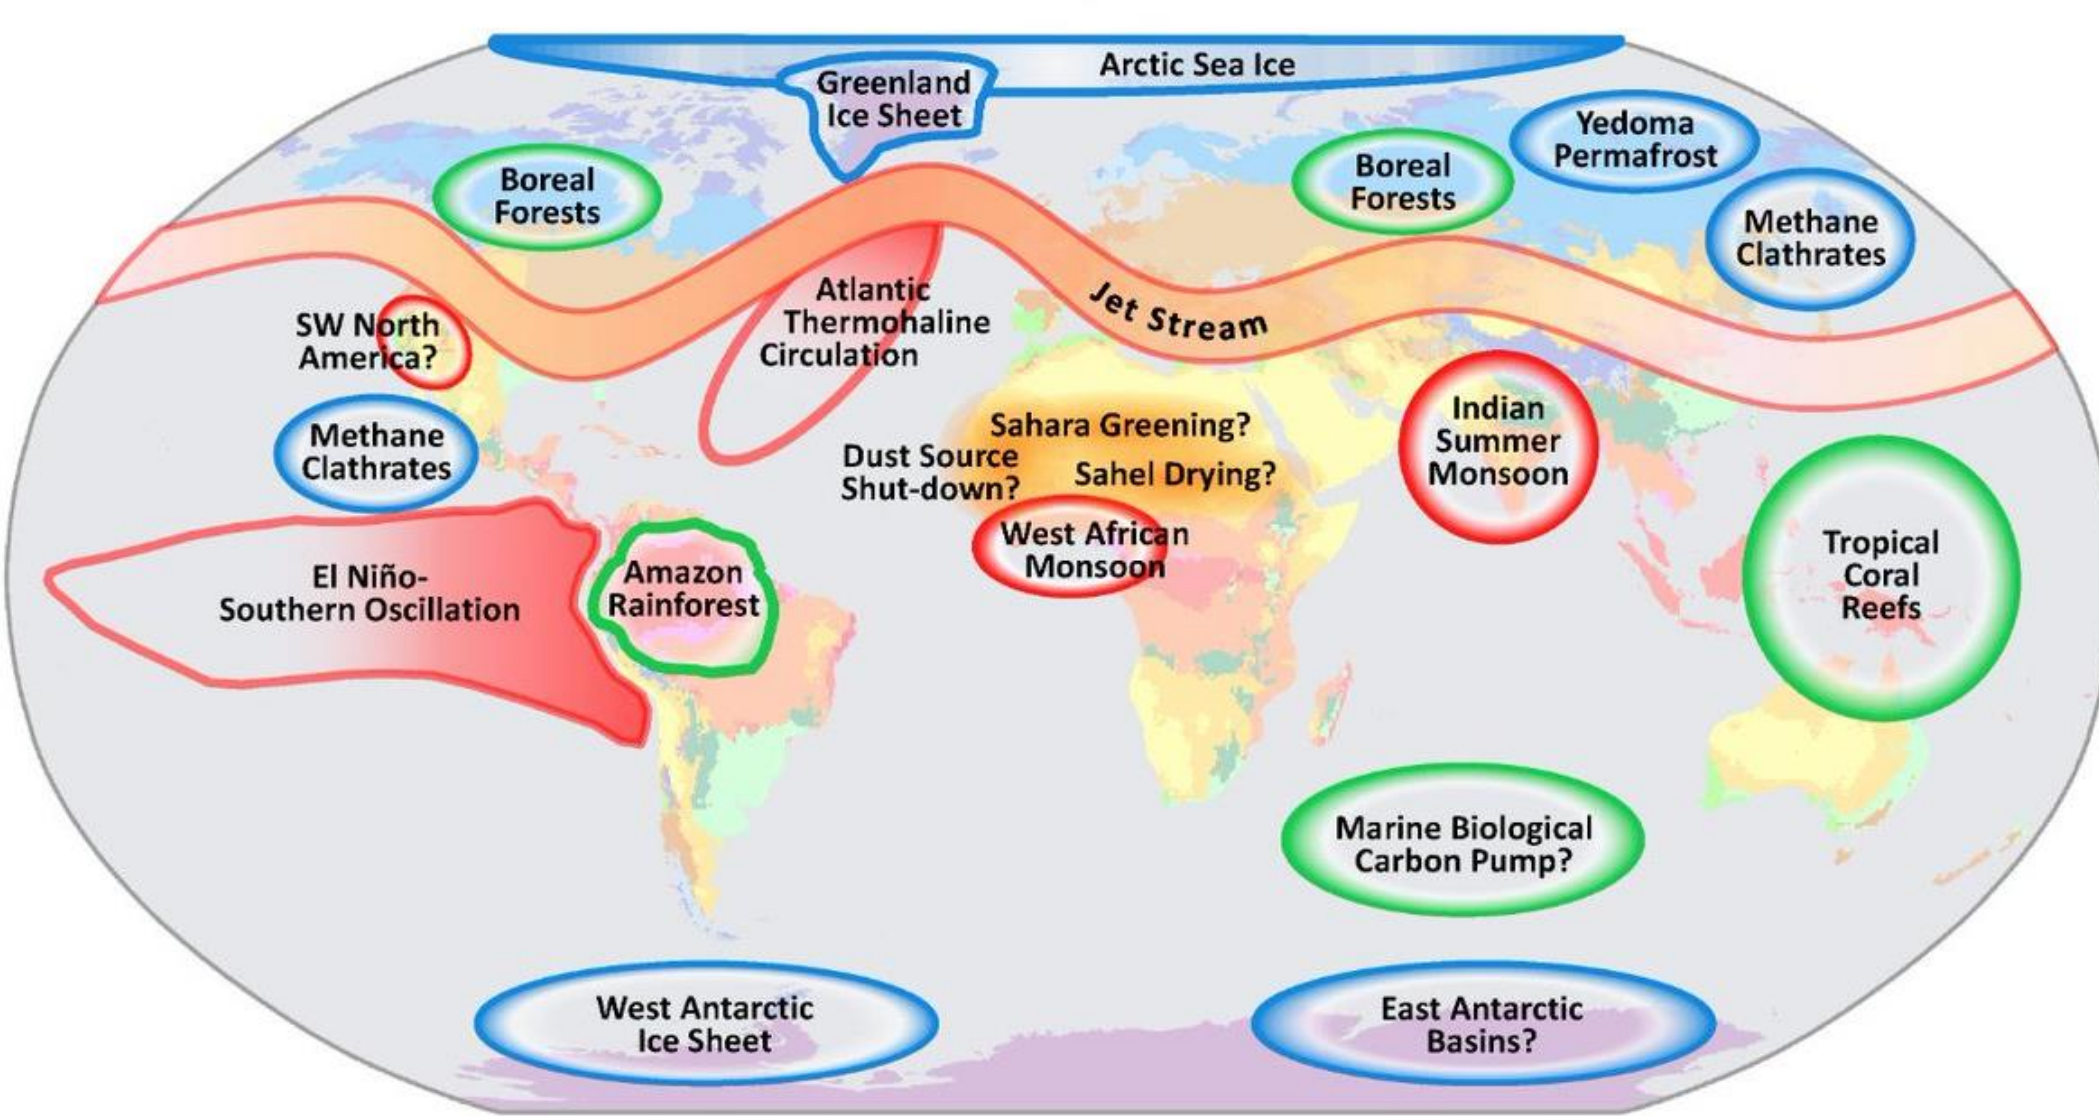 Arctic Sea Ice
Greenland
Ice Sheet
Yedoma
Permafrost
Boreal
Forests
Boreal
Forests
Methane
Clathrates
Atlantic
Thermohaline
Circulation
Jet Stream
SW North
America?
Methane
Clathrates
Indian
Summer
Monsoon
Sahara Greening?
Dust Source
Shut-down?
Sahel Drying?
West African
Monsoon
Tropical
Coral
Reefs
El Niño-
Southern Oscillation
Amazon
Rainforest
Marine Biological
Carbon Pump?
West Antarctic
Ice Sheet
East Antarctic
Basins?